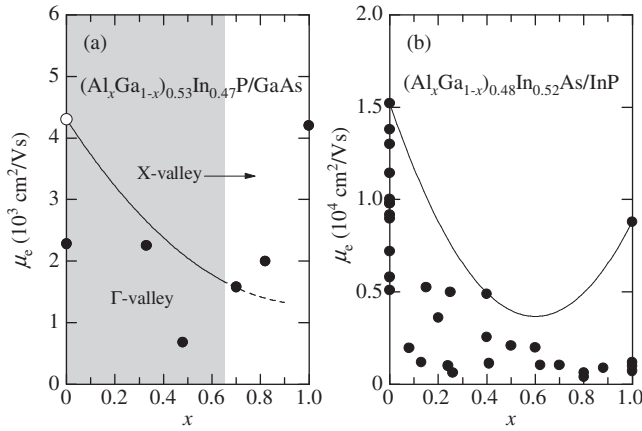 (a)
(AlₓGa₁₋ₓ)₀.₅₃In₀.₄₇P/GaAs
X-valley
Γ-valley
μₑ (10³ cm²/Vs)
6
5
4
3
2
1
0
0 0.2 0.4 0.6 0.8 1.0
x
(b)
(AlₓGa₁₋ₓ)₀.₄₈In₀.₅₂As/InP
μₑ (10⁴ cm²/Vs)
2.0
1.5
1.0
0.5
0
0 0.2 0.4 0.6 0.8 1.0
x